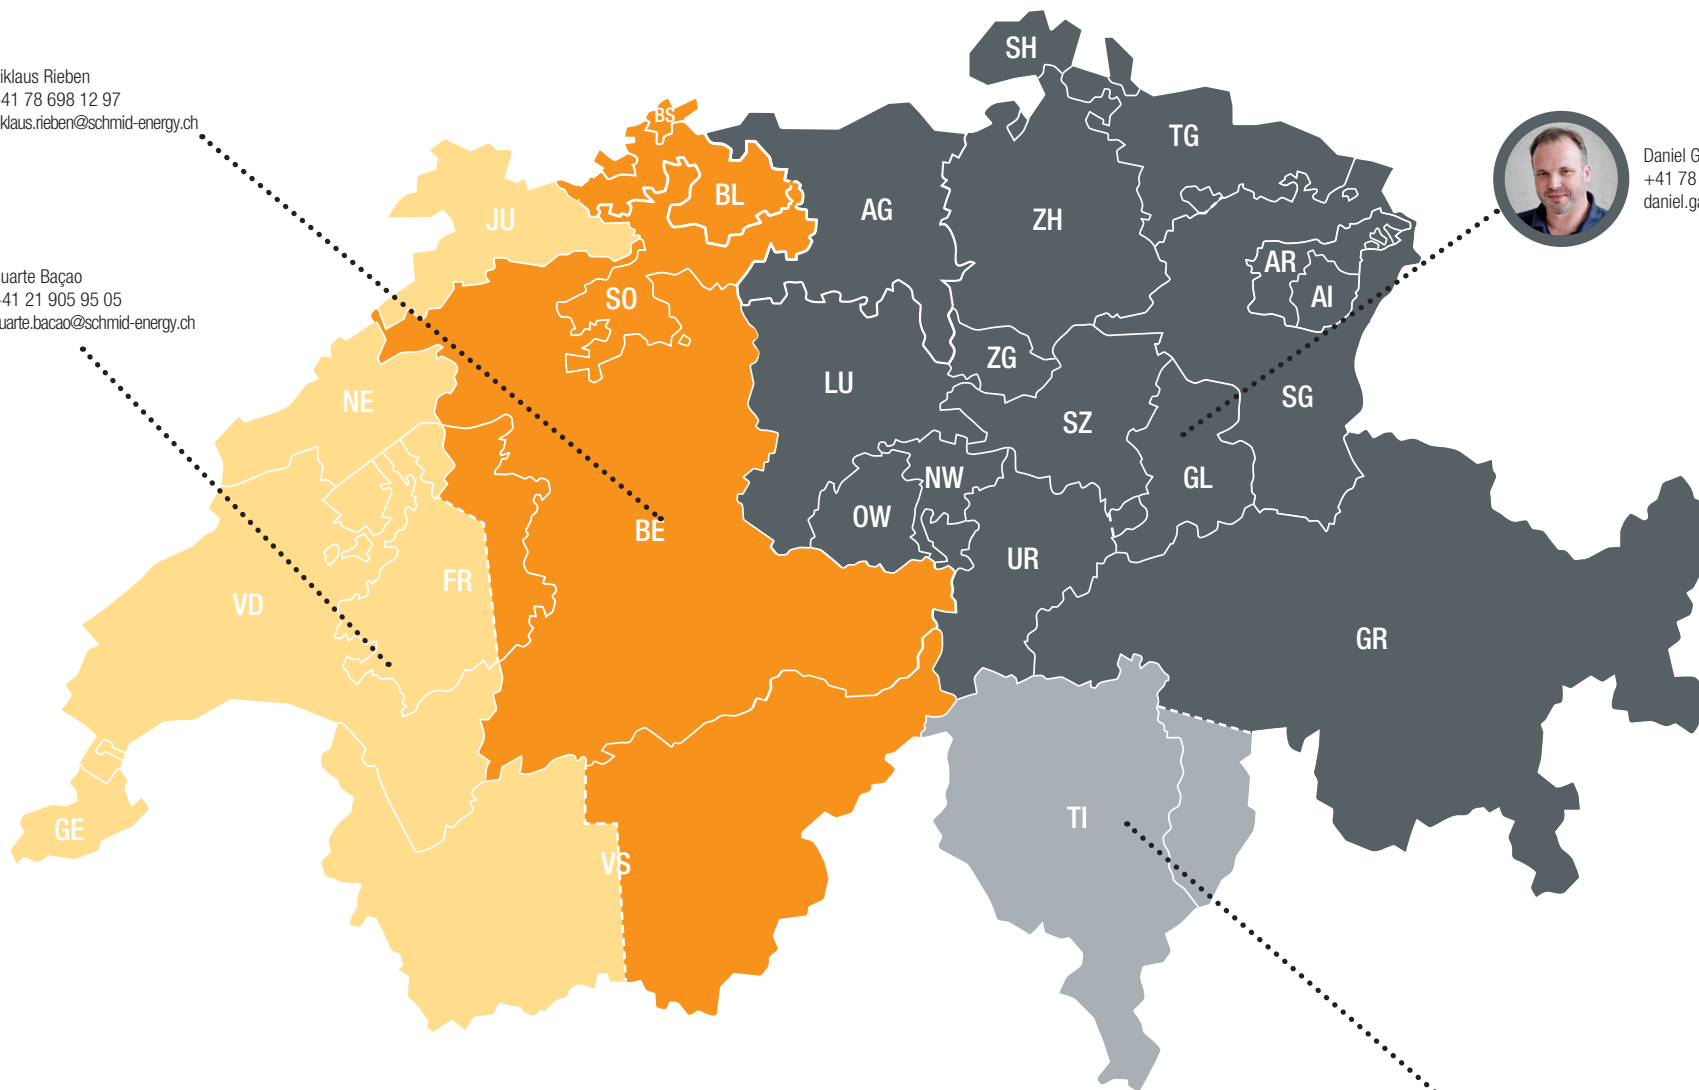 iklaus Rieben
41 78 698 12 97
klaus.rieben@schmid-energy.ch
uarte Baçao
41 21 905 95 05
uarte.bacao@schmid-energy.ch
Daniel G
+41 78
daniel.ga
SH
BS
TG
BL
AG
ZH
JU
AR
AI
SO
ZG
LU
NE
SG
SZ
NW
GL
OW
BE
UR
FR
VD
GR
TI
GE
VS